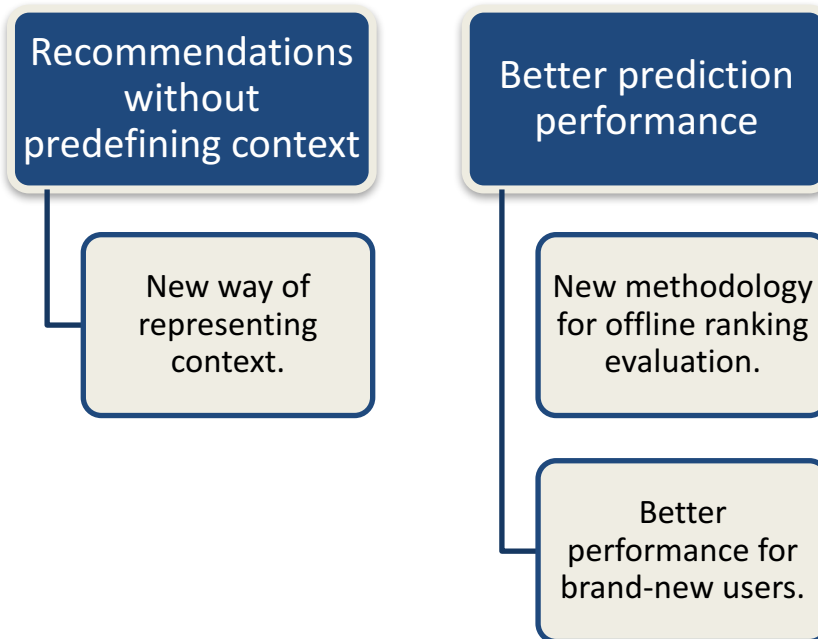 Recommendations
without
predefining context
New way of
representing
context.
Better prediction
performance
New methodology
for offline ranking
evaluation.
Better
performance for
brand-new users.